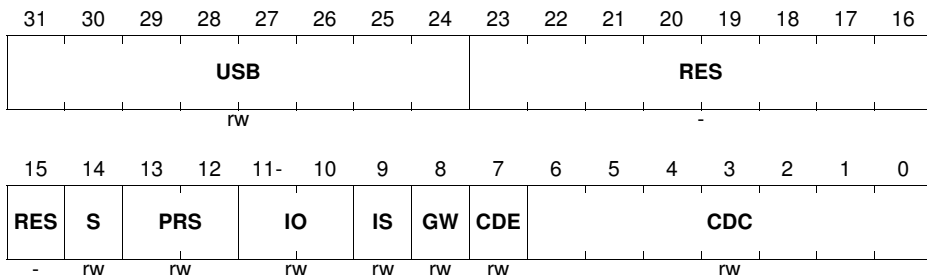 31 30 29 28 27 26 25 24 23 22 21 20 19 18 17 16
USB RES
rw -
15 14 13 12 11- 10 9 8 7 6 5 4 3 2 1 0
RES S PRS IO IS GW CDE CDC
- rw rw rw rw rw rw rw